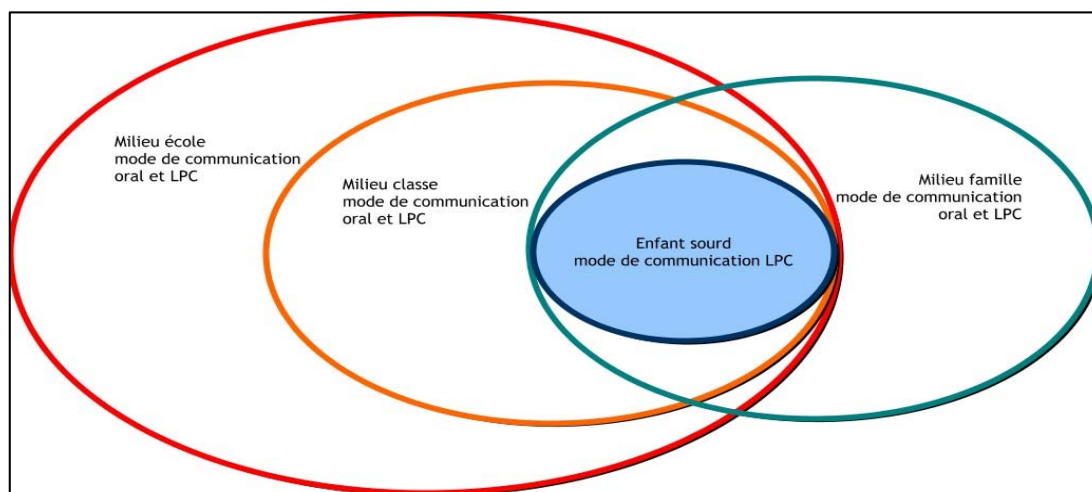 Milieu école
mode de communication
oral et LPC
Milieu classe
mode de communication
oral et LPC
Enfant sourd
mode de communication LPC
Milieu famille
mode de communication
oral et LPC